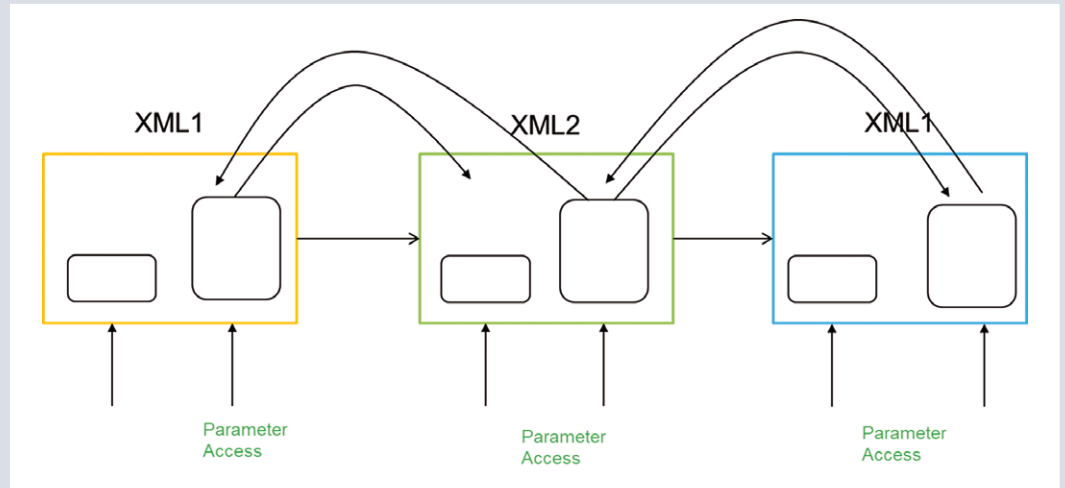 XML1
XML2
XML1
Parameter
Access
Parameter
Access
Parameter
Access